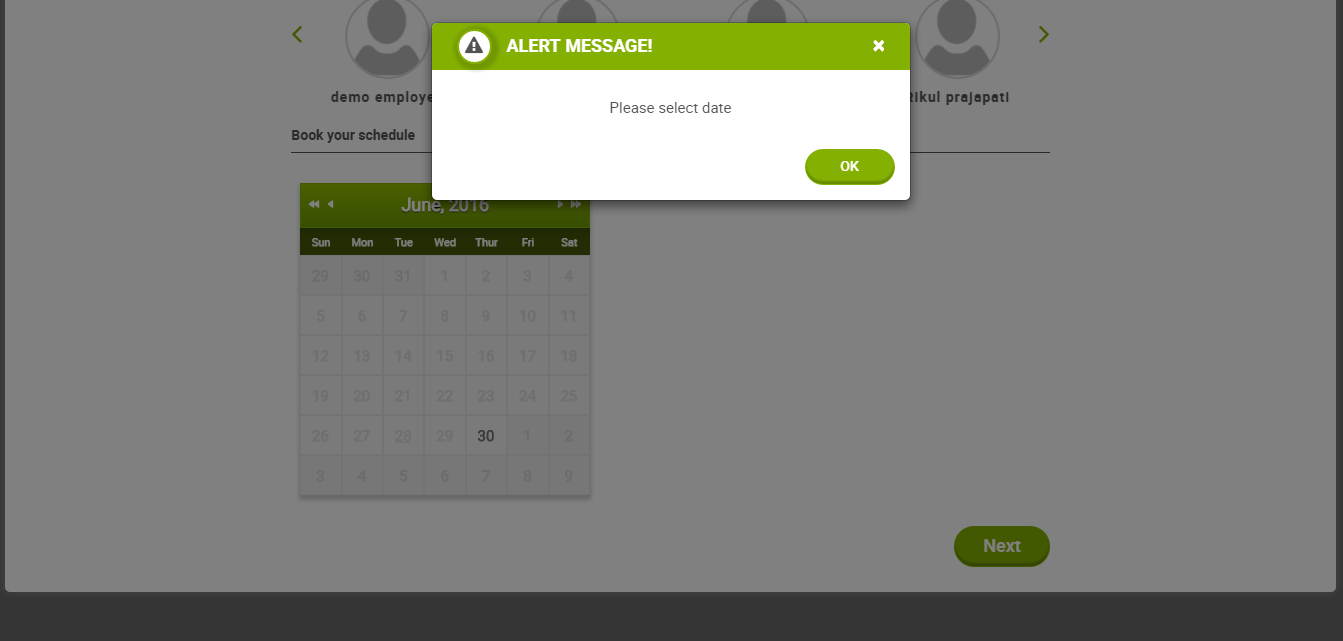 ALERT MESSAGE!
Please select date
OK
demo employe
Rikul prajapati
Book your schedule
June, 2016
Sun Mon Tue Wed Thur Fri Sat
29 30 31 1 2 3 4
5 6 7 8 9 10 11
12 13 14 15 16 17 18
19 20 21 22 23 24 25
26 27 28 29 30 1 2
3 4 5 6 7 8 9
Next